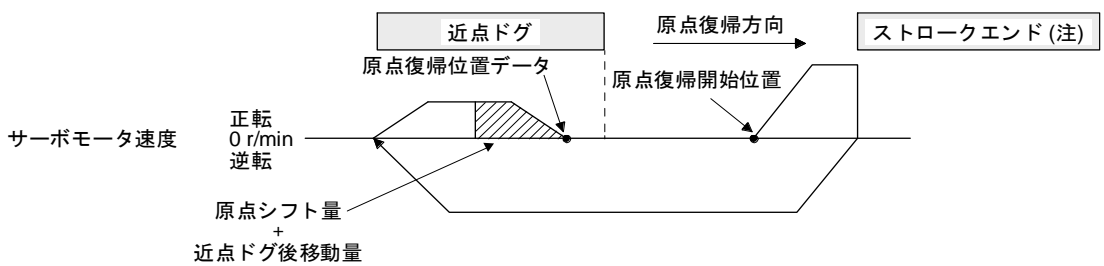 近点ドグ
原点復帰方向
ストロークエンド (注)
原点復帰位置データ
原点復帰開始位置
サーボモータ速度
正転
0 r/min
逆転
原点シフト量
+
近点ドグ後移動量